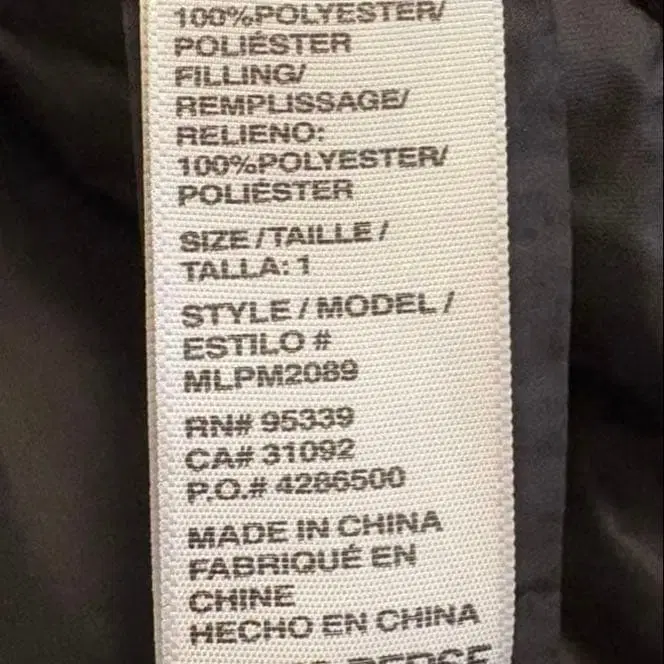 100%POLYESTER/
POLIÉSTER
FILLING/
REMPLISSAGE/
RELIENO:
100%POLYESTER/
POLIÉSTER
SIZE/TAILLE/
TALLA: 1
STYLE/MODEL/
ESTILO #
MLPM2089
RN# 95339
CA# 31092
P.O.# 4286500
MADE IN CHINA
FABRIQUÉ EN
CHINE
HECHO EN CHINA